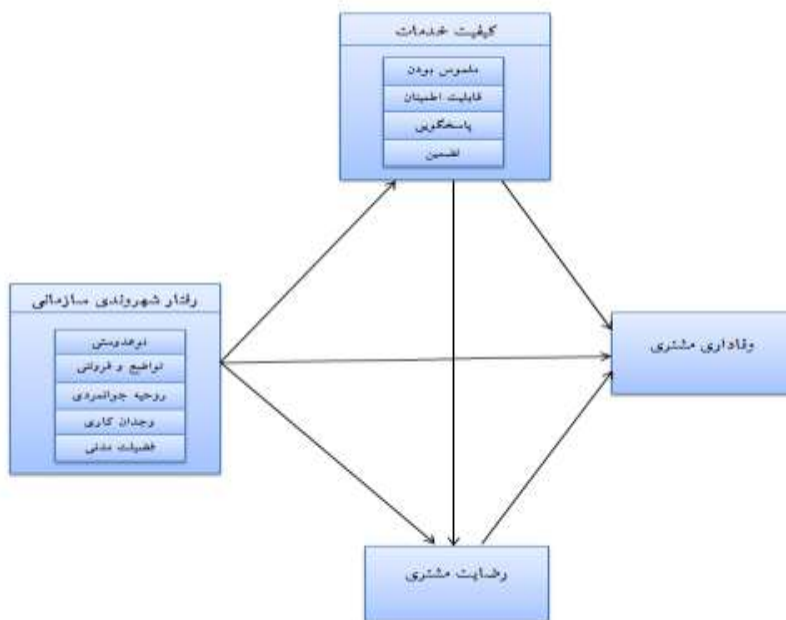 کیفیت خدمات
ملموس بودن
قابلیت اطمینان
پاسخگویی
تضمین
رفتار شهروندی سازمانی
نوعدوستی
تواضع و فروتنی
روحیه جوانمردی
وجدان کاری
فضیلت مدنی
وفاداری مشتری
رضایت مشتری